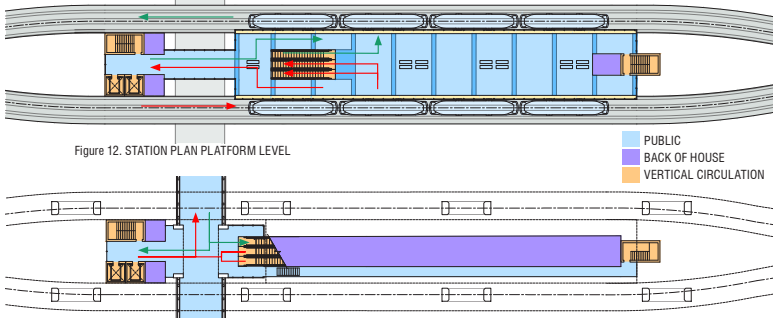 Figure 12. STATION PLAN PLATFORM LEVEL
PUBLIC
BACK OF HOUSE
VERTICAL CIRCULATION